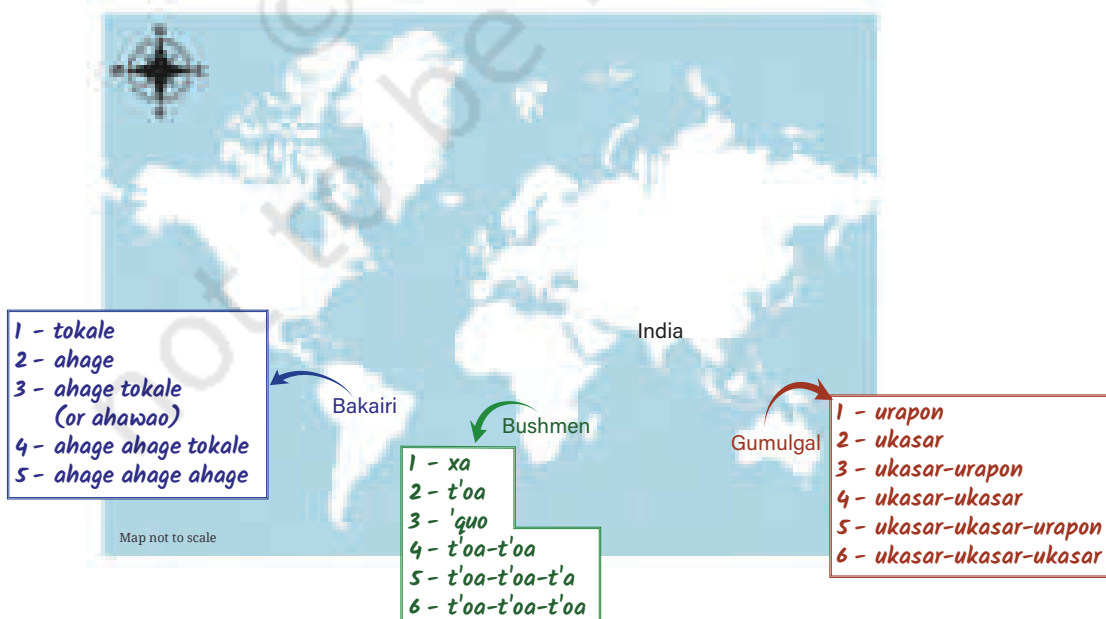 not to be
India
1 - tokale
2 - ahage
3 - ahage tokale
(or ahawao)
4 - ahage ahage tokale
5 - ahage ahage ahage
Bakairi
Bushmen
1 - xa
2 - t'oa
3 - 'quo
4 - t'oa-t'oa
5 - t'oa-t'oa-t'a
6 - t'oa-t'oa-t'oa
Gumulgal
1 - urapon
2 - ukasar
3 - ukasar-urapon
4 - ukasar-ukasar
5 - ukasar-ukasar-urapon
6 - ukasar-ukasar-ukasar
Map not to scale